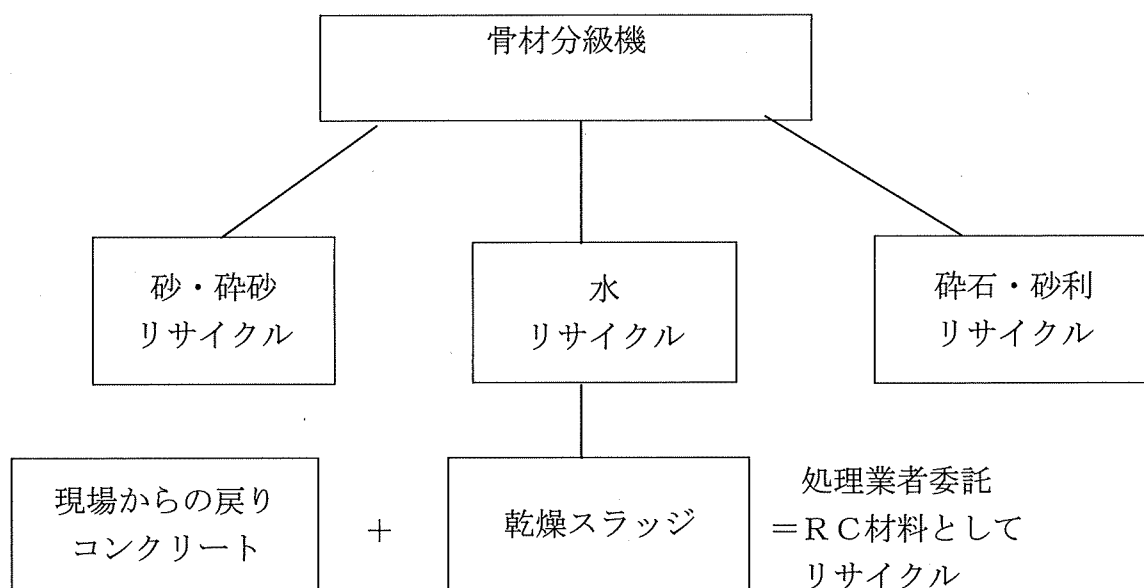 骨材分級機
砂・砕砂
リサイクル
水
リサイクル
砕石・砂利
リサイクル
現場からの戻り
コンクリート
+
乾燥スラッジ
処理業者委託
=RC材料として
リサイクル